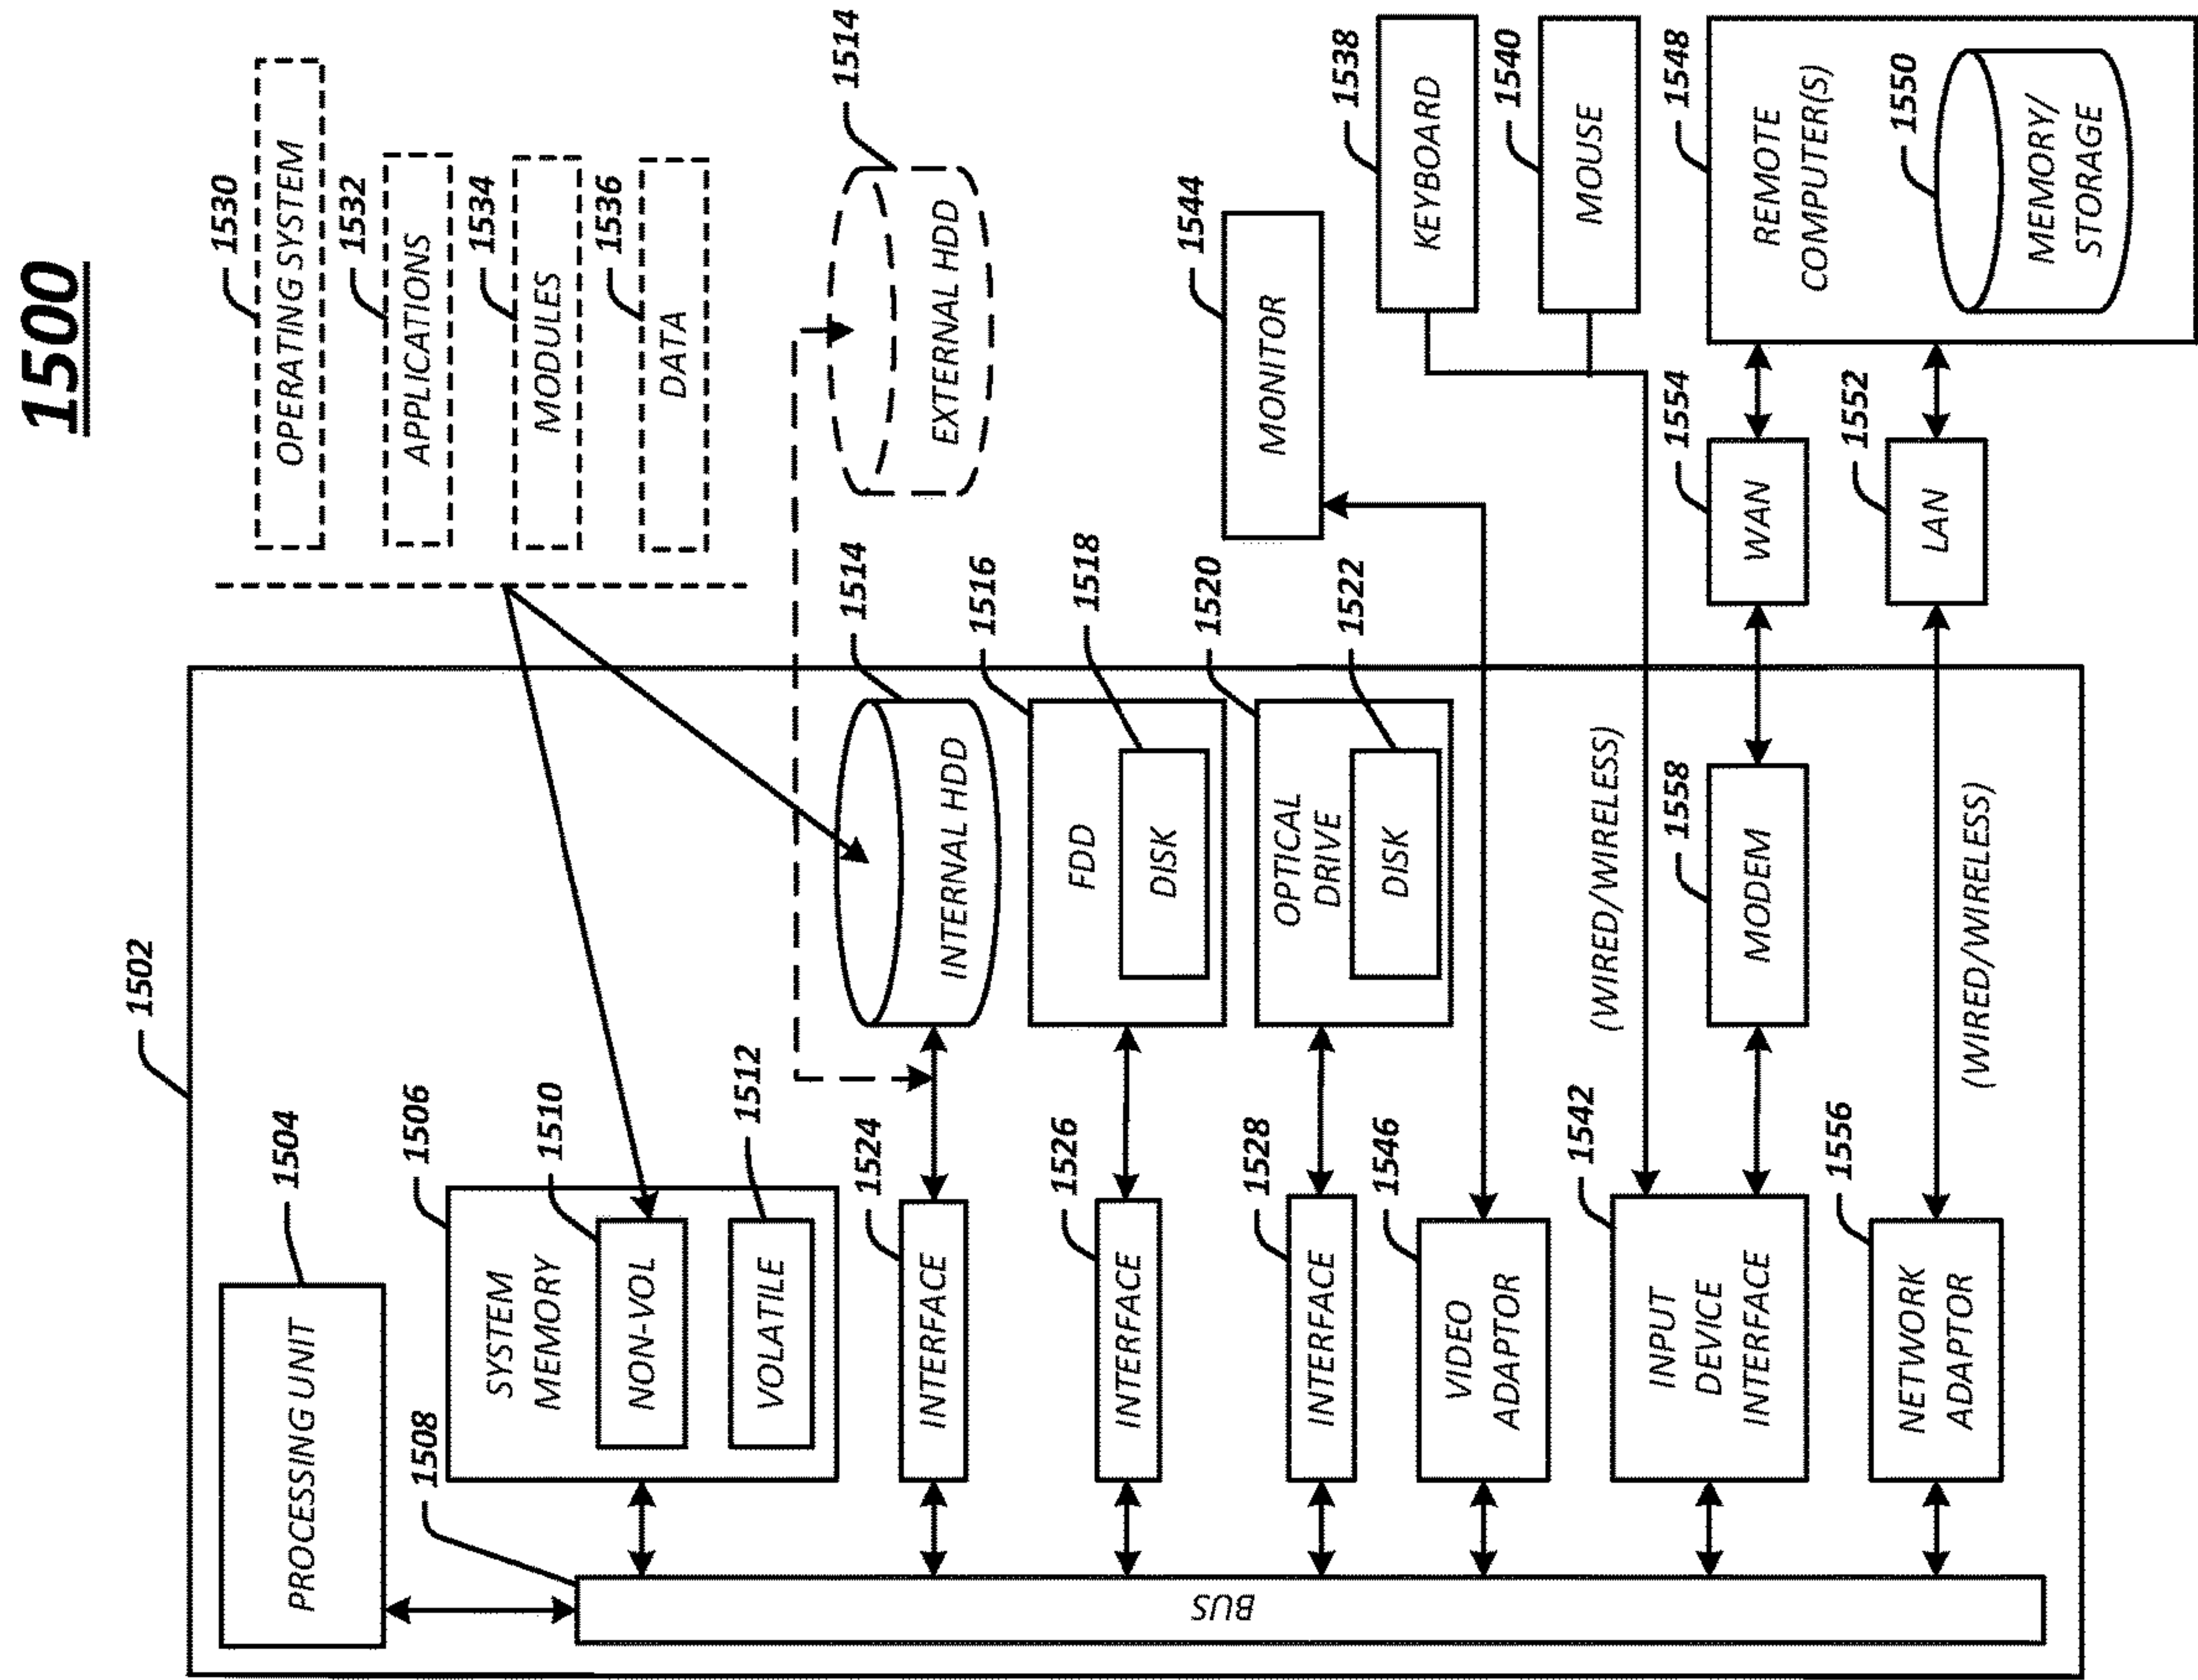 1500
1502
1504
PROCESSING UNIT
1506
SYSTEM
MEMORY
1510
NON-VOL
1512
VOLATILE
1508
BUS
1530
OPERATING SYSTEM
1532
APPLICATIONS
1534
MODULES
1536
DATA
1524
INTERFACE
1514
INTERNAL HDD
1514
EXTERNAL HDD
1526
INTERFACE
1516
FDD
1518
DISK
1528
INTERFACE
1520
OPTICAL
DRIVE
1522
DISK
1546
VIDEO
ADAPTOR
1544
MONITOR
1538
KEYBOARD
1540
MOUSE
(WIRED/WIRELESS)
1542
INPUT
DEVICE
INTERFACE
1558
MODEM
1554
WAN
1548
REMOTE
COMPUTER(S)
1550
MEMORY/
STORAGE
1556
NETWORK
ADAPTOR
(WIRED/WIRELESS)
1552
LAN